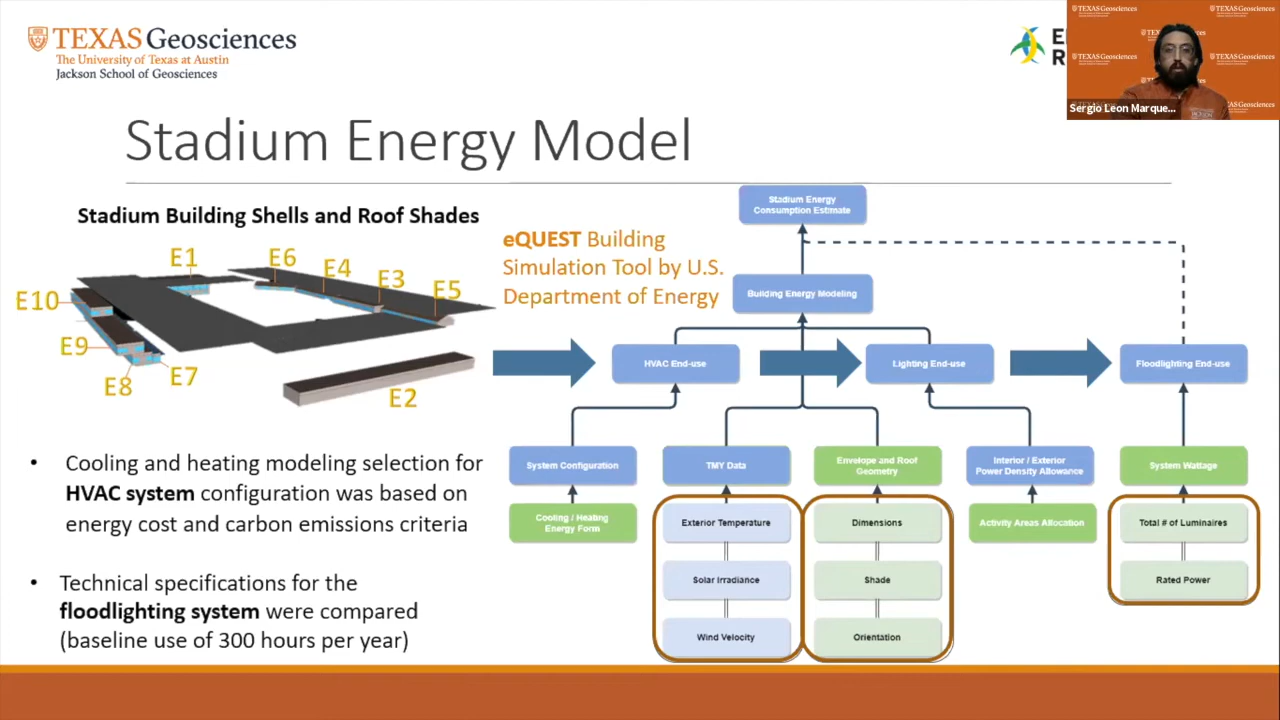 TEXAS Geosciences
The University of Texas at Austin
Jackson School of Geosciences
TEXAS Geosciences
TEXAS Geosciences
TEXAS Geosciences
Sergio Leon Marque...
Stadium Energy Model
Stadium Building Shells and Roof Shades
E1
E6
E4
E3
E5
E10
E9
E8
E7
E2
eQUEST Building
Simulation Tool by U.S.
Department of Energy
Stadium Energy
Consumption Estimate
Building Energy Modeling
HVAC End-use
Lighting End-use
Floodlighting End-use
System Configuration
TMY Data
Envelope and Roof
Geometry
Interior / Exterior
Power Density Allowance
System Wattage
Cooling / Heating
Energy Form
Exterior Temperature
Dimensions
Activity Areas Allocation
Total # of Luminaires
Solar Irradiance
Shade
Rated Power
Wind Velocity
Orientation
• Cooling and heating modeling selection for
HVAC system configuration was based on
energy cost and carbon emissions criteria
• Technical specifications for the
floodlighting system were compared
(baseline use of 300 hours per year)